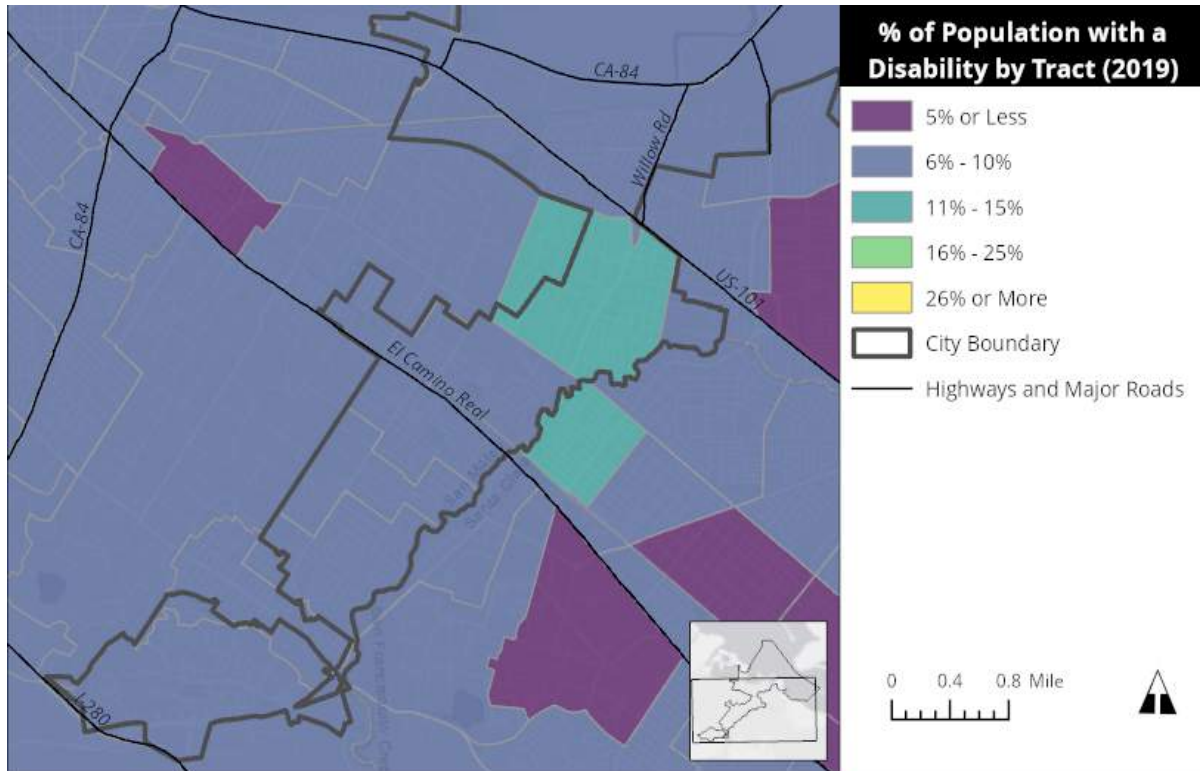 % of Population with a
Disability by Tract (2019)
5% or Less
6% - 10%
11% - 15%
16% - 25%
26% or More
City Boundary
Highways and Major Roads
0 0.4 0.8 Mile
CA-84
Willow Rd
CA-84
US-101
El Camino Real
I-280